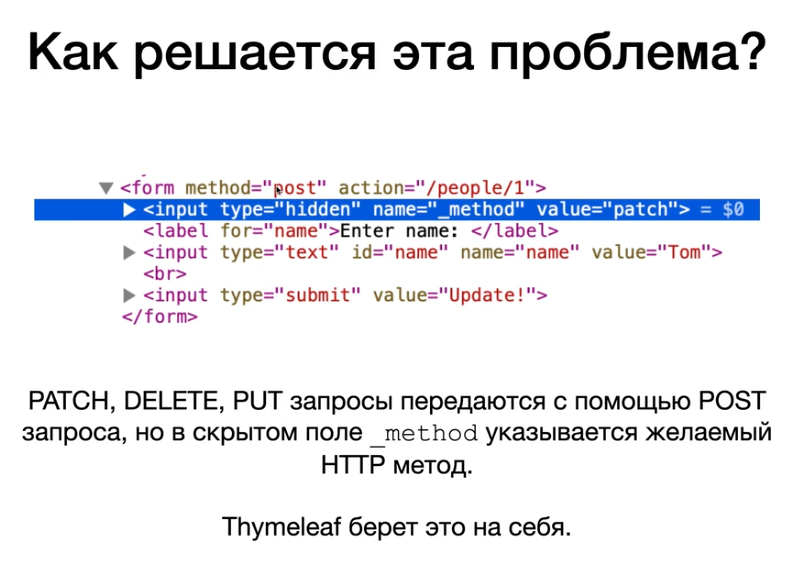 Как решается эта проблема?
▼ <form method="post" action="/people/1">
▶ <input type="hidden" name="_method" value="patch"> = $0
<label for="name">Enter name: </label>
▶ <input type="text" id="name" name="name" value="Tom">
<br>
▶ <input type="submit" value="Update!">
</form>
PATCH, DELETE, PUT запросы передаются с помощью POST
запроса, но в скрытом поле _method указывается желаемый
HTTP метод.
Thymeleaf берет это на себя.